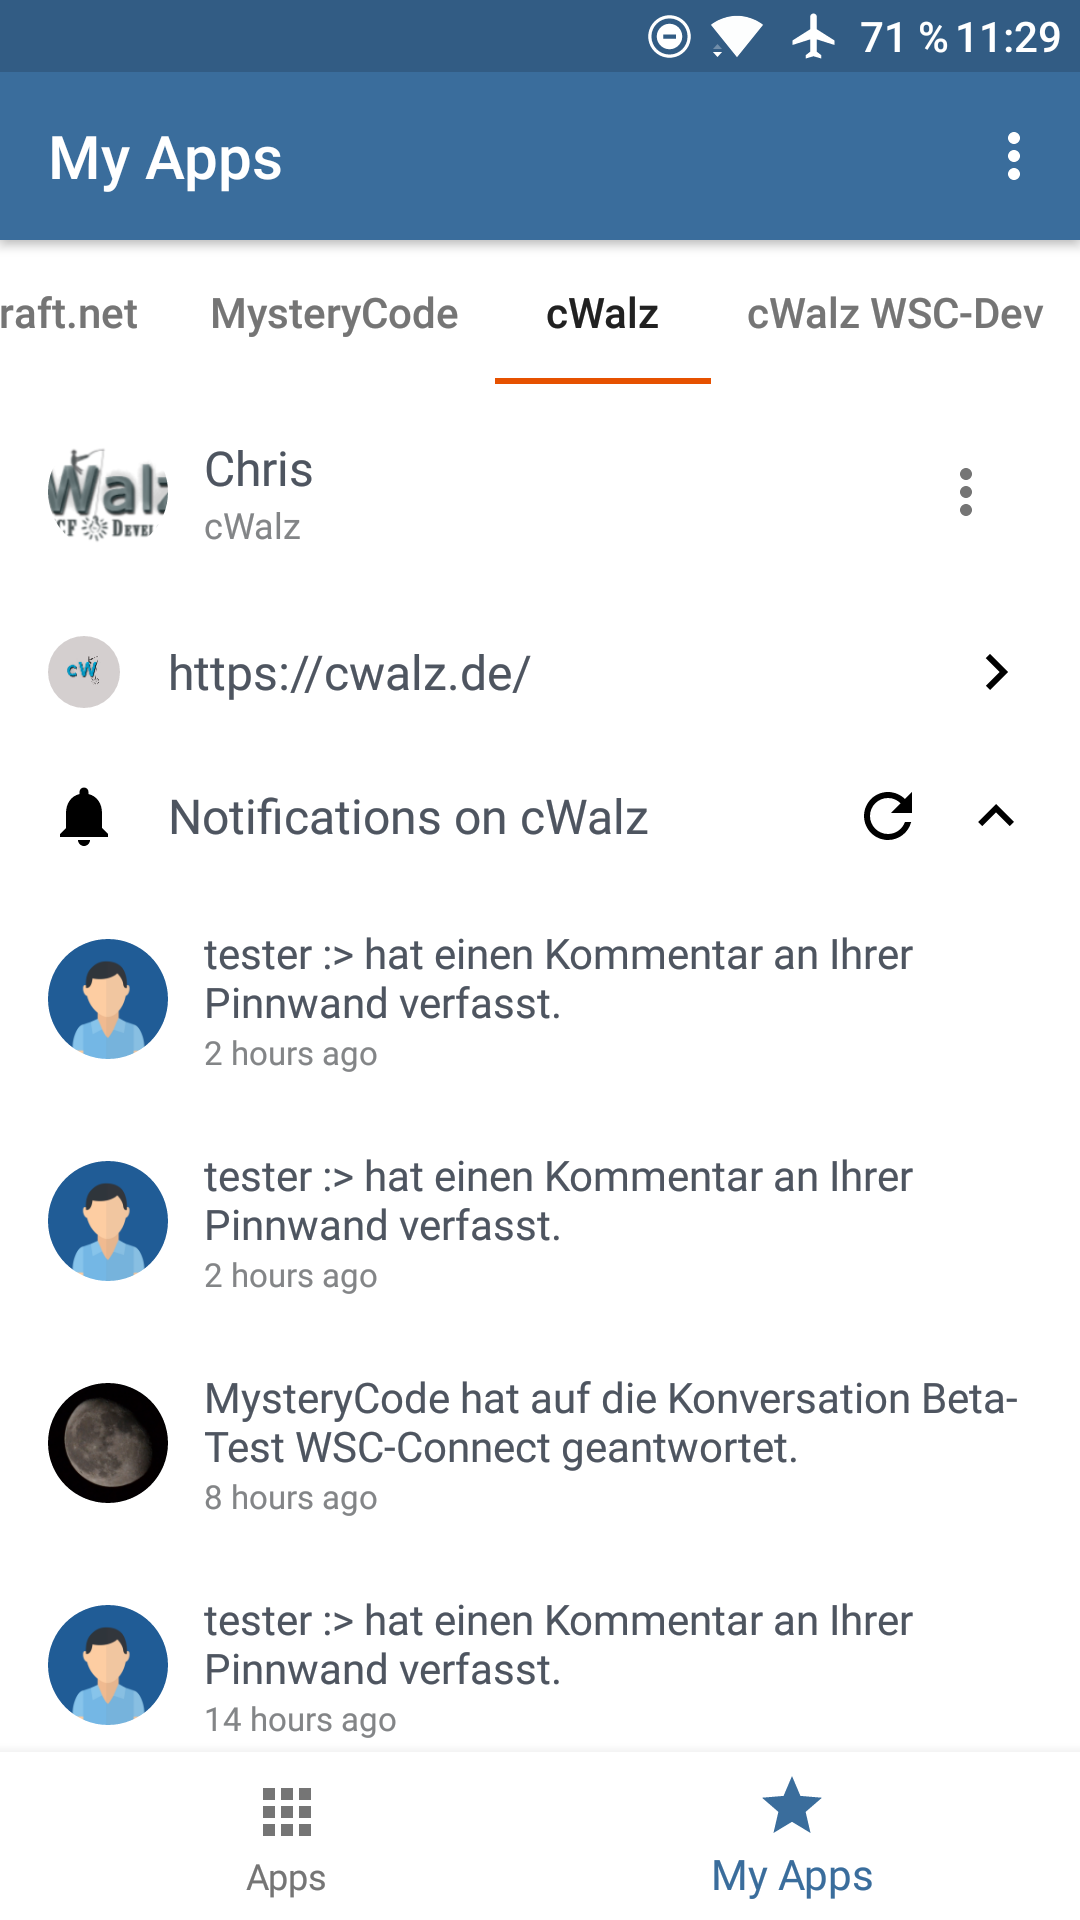 71 % 11:29
My Apps
raft.net MysteryCode cWalz cWalz WSC-Dev
Chris
cWalz
https://cwalz.de/
cW
Notifications on cWalz
tester :> hat einen Kommentar an Ihrer
Pinnwand verfasst.
2 hours ago
tester :> hat einen Kommentar an Ihrer
Pinnwand verfasst.
2 hours ago
MysteryCode hat auf die Konversation Beta-
Test WSC-Connect geantwortet.
8 hours ago
tester :> hat einen Kommentar an Ihrer
Pinnwand verfasst.
14 hours ago
Apps My Apps